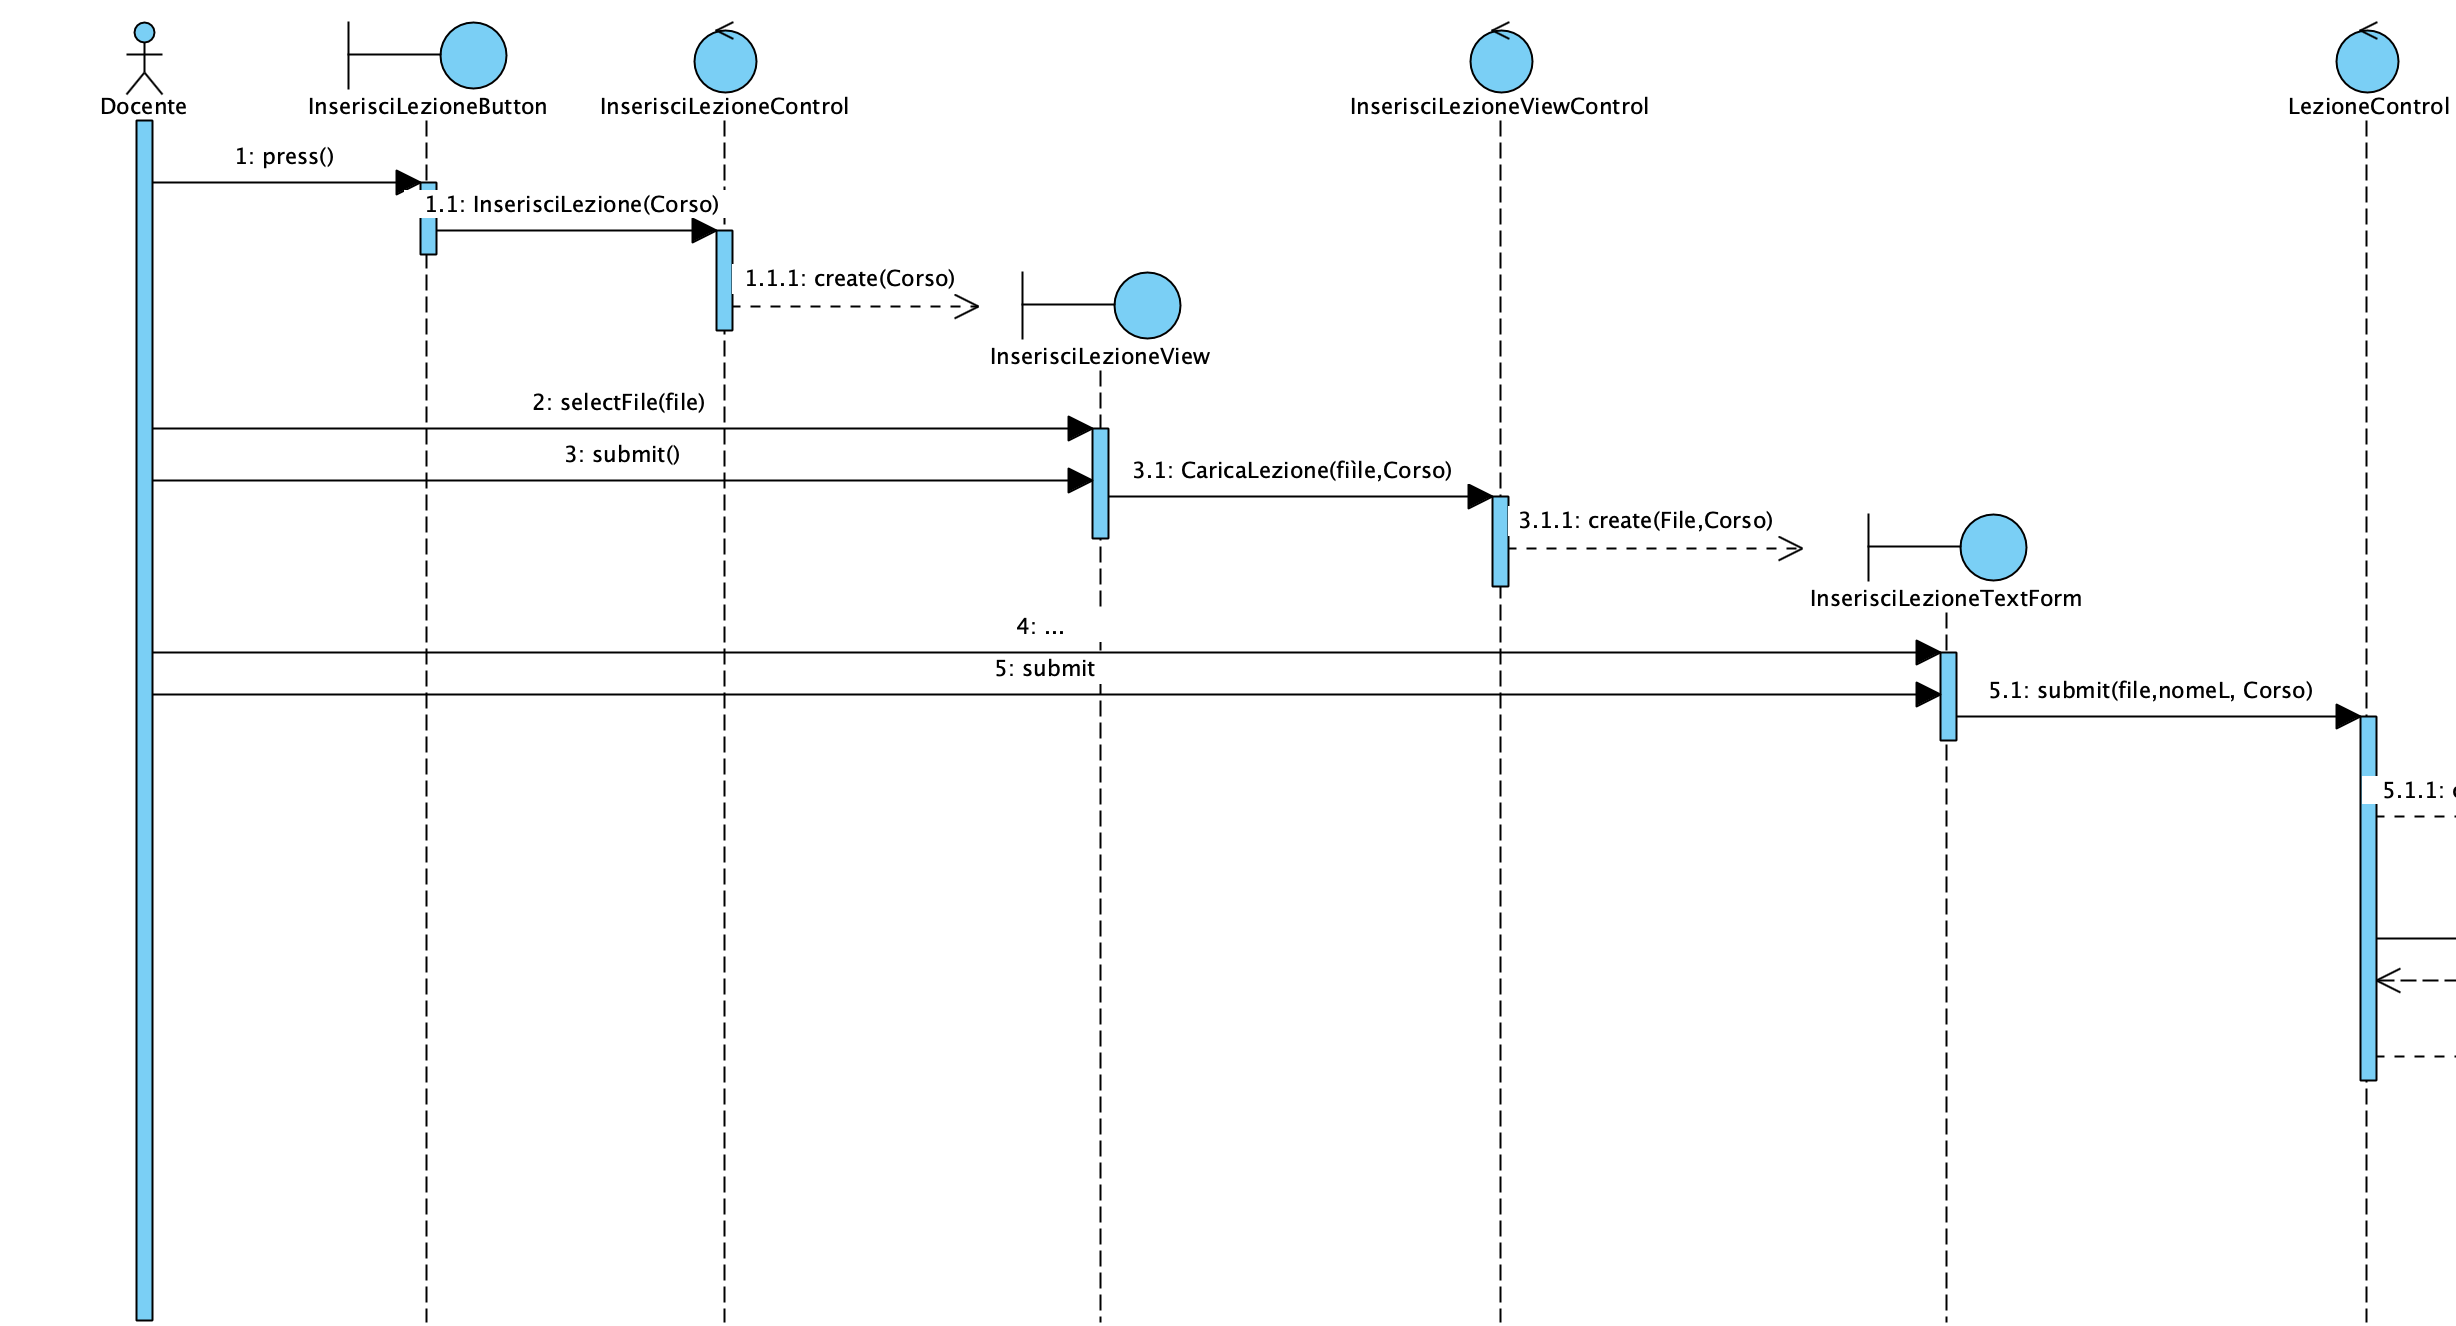 Docente
InserisciLezioneButton
InserisciLezioneControl
InserisciLezioneViewControl
LezioneControl
1: press()
1.1: InserisciLezione(Corso)
1.1.1: create(Corso)
InserisciLezioneView
2: selectFile(file)
3: submit()
3.1: CaricaLezione(fiìle,Corso)
3.1.1: create(File,Corso)
InserisciLezioneTextForm
4: ...
5: submit
5.1: submit(file,nomeL, Corso)
5.1.1: